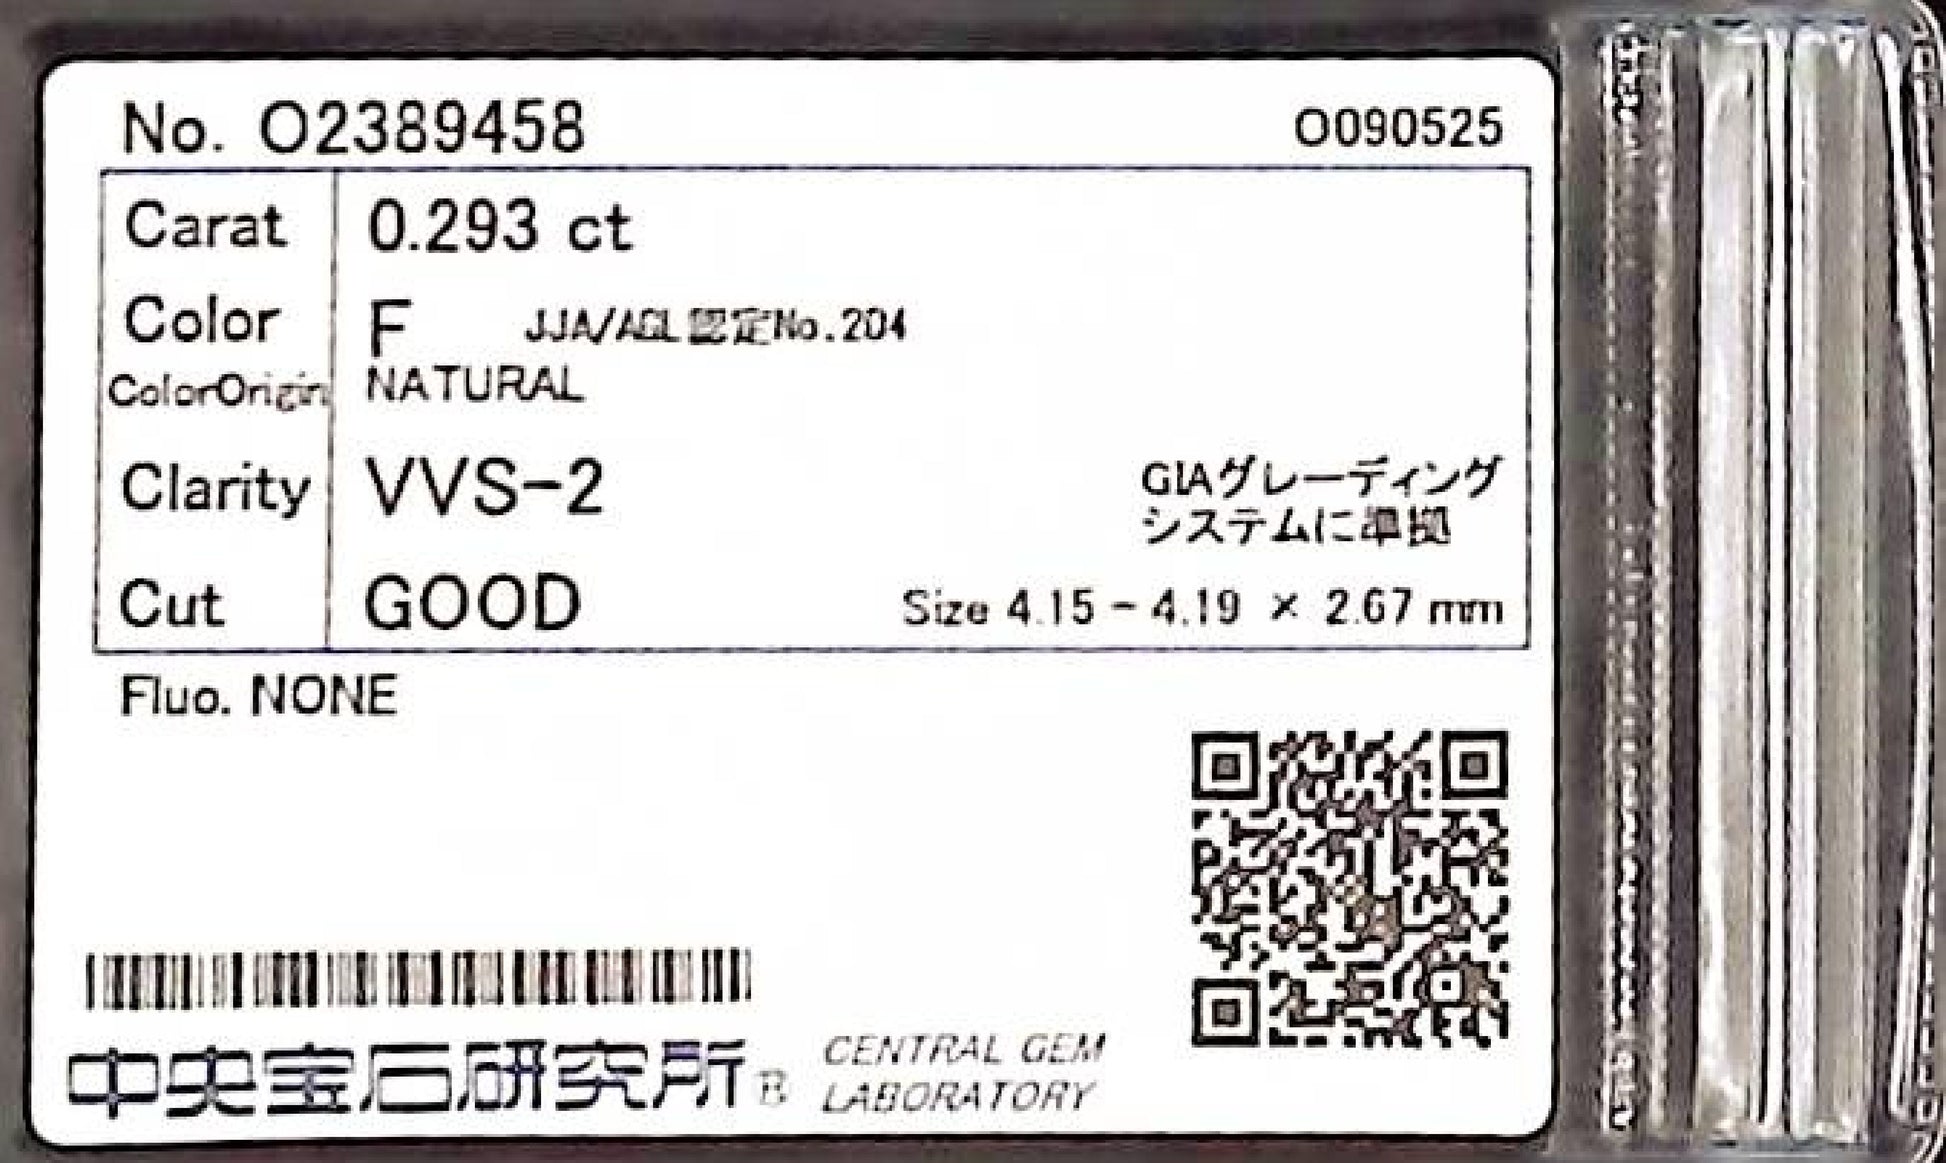 No. O2389458 O090525
Carat 0.293 ct
Color F JJA/AGL認定No.204
ColorOrigin NATURAL
Clarity VVS-2 GIAグレーディング
システムに準拠
Cut GOOD Size 4.15 - 4.19 × 2.67 mm
Fluo. NONE
中央宝石研究所® CENTRAL GEM
LABORATORY